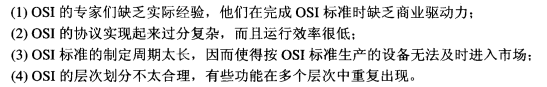 (1) OSI 的专家们缺乏实际经验，他们在完成 OSI 标准时缺乏商业驱动力；
(2) OSI 的协议实现起来过分复杂，而且运行效率很低；
(3) OSI 标准的制定周期太长，因而使得按 OSI 标准生产的设备无法及时进入市场；
(4) OSI 的层次划分不太合理，有些功能在多个层次中重复出现。